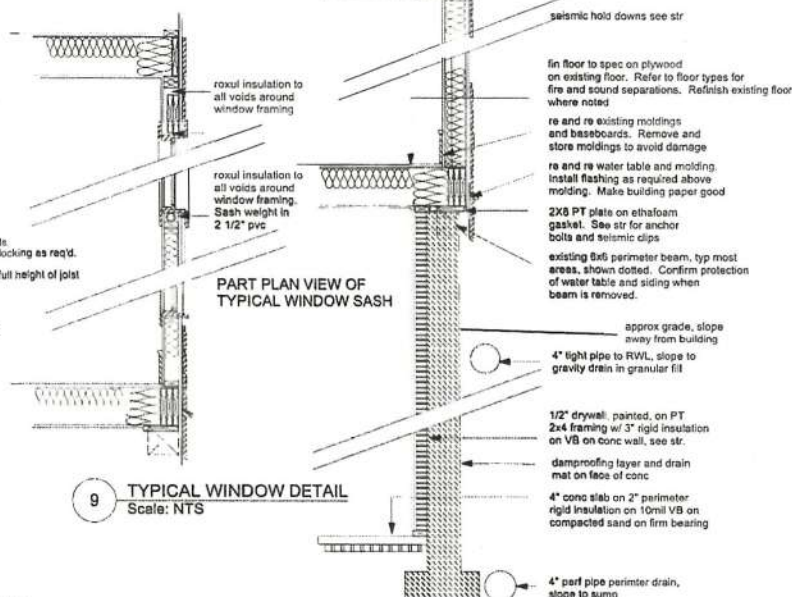 roxul insulation to
all voids around
window framing
roxul insulation to
all voids around
window framing.
Sash weight in
2 1/2" pvc
locking as req'd.
full height of joist
PART PLAN VIEW OF
TYPICAL WINDOW SASH
9
TYPICAL WINDOW DETAIL
Scale: NTS
seismic hold downs see str
fin floor to spec on plywood
on existing floor. Refer to floor types for
fire and sound separations. Refinish existing floor
where noted
re and re existing moldings
and baseboards. Remove and
store moldings to avoid damage
re and re water table and molding.
Install flashing as required above
molding. Make building paper good
2X8 PT plate on ethafoam
gasket. See str for anchor
bolts and seismic clips
existing 6x6 perimeter beam, typ most
areas, shown dotted. Confirm protection
of water table and siding when
beam is removed.
approx grade, slope
away from building
4" tight pipe to RWL, slope to
gravity drain in granular fill
1/2" drywall, painted, on PT
2x4 framing w/ 3" rigid insulation
on VB on conc wall, see str.
damproofing layer and drain
mat on face of conc
4" conc slab on 2" perimeter
rigid insulation on 10mil VB on
compacted sand on firm bearing
4" perf pipe perimter drain,
slope to sump